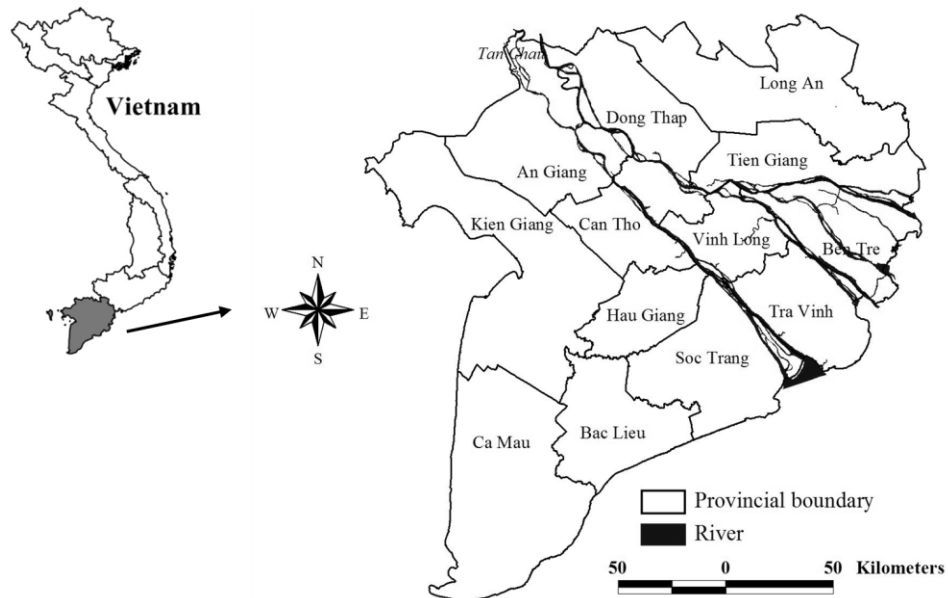 Vietnam
N
W E
S
Tan Chau
Long An
Dong Thap
Tien Giang
An Giang
Kien Giang
Can Tho
Vinh Long
Ben Tre
Hau Giang
Tra Vinh
Soc Trang
Ca Mau
Bac Lieu
Provincial boundary
River
50 0 50 Kilometers